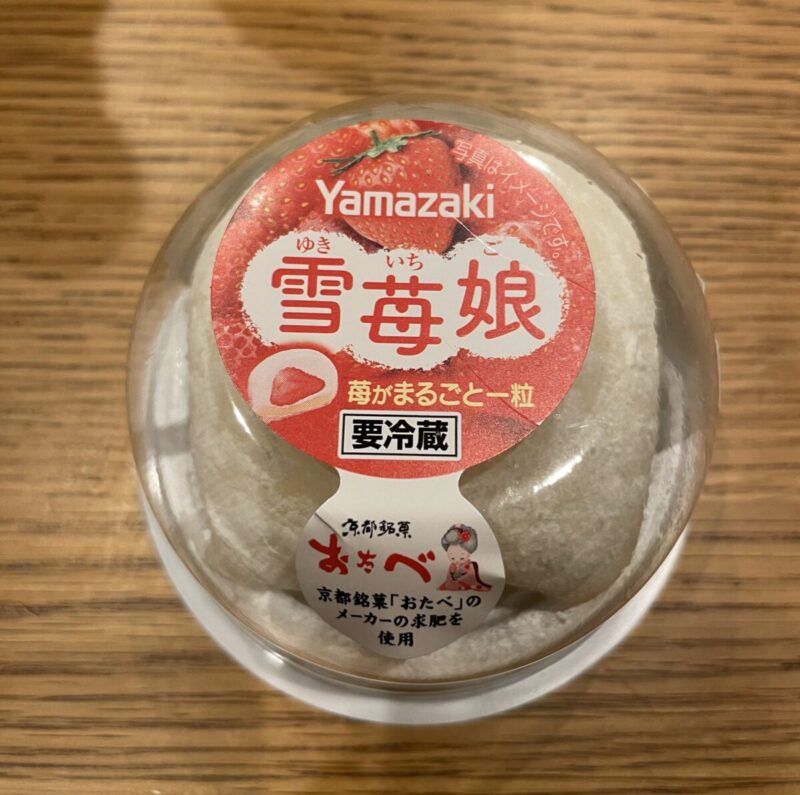 写真はイメージです。
Yamazaki
ゆき いち ご
雪苺娘
苺がまるごと一粒
要冷蔵
京都銘菓
おたべ
京都銘菓「おたべ」の
メーカーの求肥を
使用